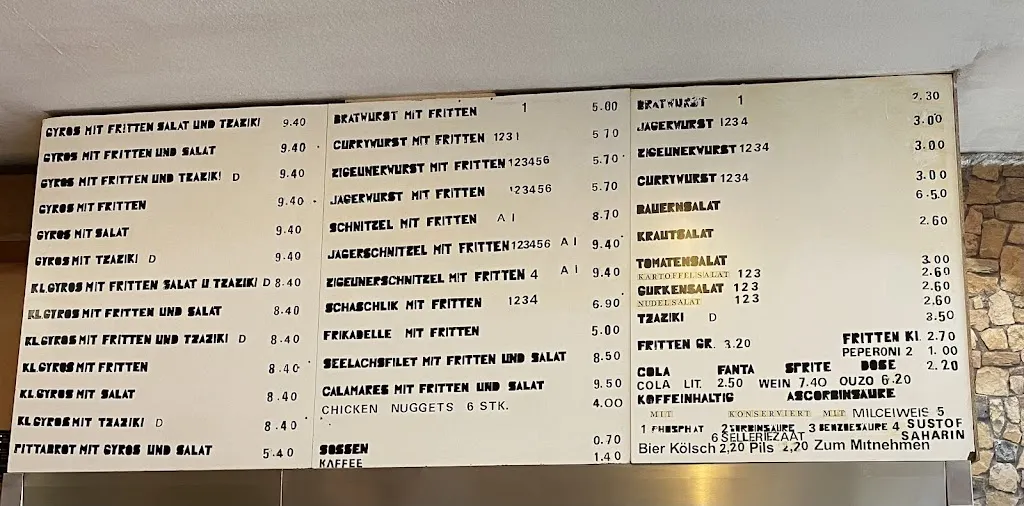 GYROS MIT FRITTEN SALAT UND TZAZIKI 9.40
GYROS MIT FRITTEN UND SALAT 9.40
GYROS MIT FRITTEN UND TZAZIKI D 9.40
GYROS MIT FRITTEN 9.40
GYROS MIT SALAT 9.40
GYROS MIT TZAZIKI D 9.40
KL.GYROS MIT FRITTEN SALAT U TZAZIKI D 8.40
KL.GYROS MIT FRITTEN UND SALAT 8.40
KL.GYROS MIT FRITTEN UND TZAZIKI D 8.40
KL.GYROS MIT FRITTEN 8.40
KL.GYROS MIT SALAT 8.40
KL.GYROS MIT TZAZIKI D 8.40
PITTABROT MIT GYROS UND SALAT 5.40
BRATWURST MIT FRITTEN 1 5.00
CURRYWURST MIT FRITTEN 1231 5.70
ZIGEUNERWURST MIT FRITTEN 123456 5.70
JAGERWURST MIT FRITTEN 123456 5.70
SCHNITZEL MIT FRITTEN A I 8.70
JAGERSCHNITZEL MIT FRITTEN 123456 A I 9.40
ZIGEUNERSCHNITZEL MIT FRITTEN 4 A I 9.40
SCHASCHLIK MIT FRITTEN 1234 6.90
FRIKADELLE MIT FRITTEN 5.00
SEELACHSFILET MIT FRITTEN UND SALAT 8.50
CALAMARES MIT FRITTEN UND SALAT 9.50
CHICKEN NUGGETS 6 STK. 4.00
SOSSEN 0.70
KAFFEE 1.40
BRATWURST 1 2.30
JAGERWURST 1234 3.00
ZIGEUNERWURST 1234 3.00
CURRYWURST 1234 3.00
BAUERNSALAT 6.50
KRAUTSALAT 2.60
TOMATENSALAT 3.00
KARTOFFELSALAT 123 2.60
GURKENSALAT 123 2.60
NUDELSALAT 123 2.60
TZAZIKI D 3.50
FRITTEN GR. 3.20 FRITTEN KL. 2.70
PEPERONI 2 1.00
COLA FANTA SPRITE DOSE 2.20
COLA LIT. 2.50 WEIN 7.40 OUZO 6.20
KOFFEINHALTIG ASCORBINSAURE
MIT KONSERVIERT MIT MILCEIWEIS 5
1 PHOSPHAT 2 SORBINSAURE 3 BENZOESAURE 4 SUSTOF
6 SELLERIEZAAT SAHARIN
Bier Kölsch 2,20 Pils 2,20 Zum Mitnehmen